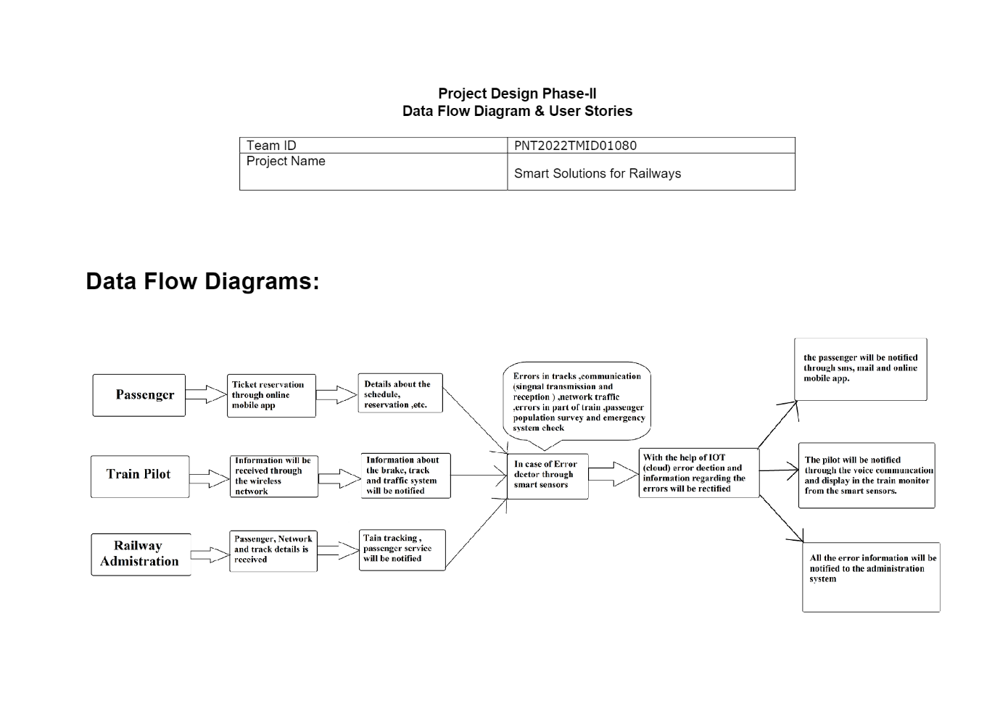 Project Design Phase-II
Data Flow Diagram & User Stories
Team ID
PNT2022TMID01080
Project Name
Smart Solutions for Railways
Data Flow Diagrams:
Passenger
Ticket reservation
through online
mobile app
Details about the
schedule,
reservation ,etc.
Train Pilot
Information will be
received through
the wireless
network
Information about
the brake, track
and traffic system
will be notified
Railway
Admistration
Passenger, Network
and track details is
received
Tain tracking ,
passenger service
will be notified
Errors in tracks ,communication
(singnal transmission and
reception ) ,network traffic
,errors in part of train ,passenger
population survey and emergency
system check
In case of Error
dcctor through
smart sensors
With the help of IOT
(cloud) error dection and
information regarding the
errors will be rectified
the passenger will be notified
through sms, mail and online
mobile app.
The pilot will be notified
through the voice communcation
and display in the train monitor
from the smart sensors.
All the error information will be
notified to the administration
system